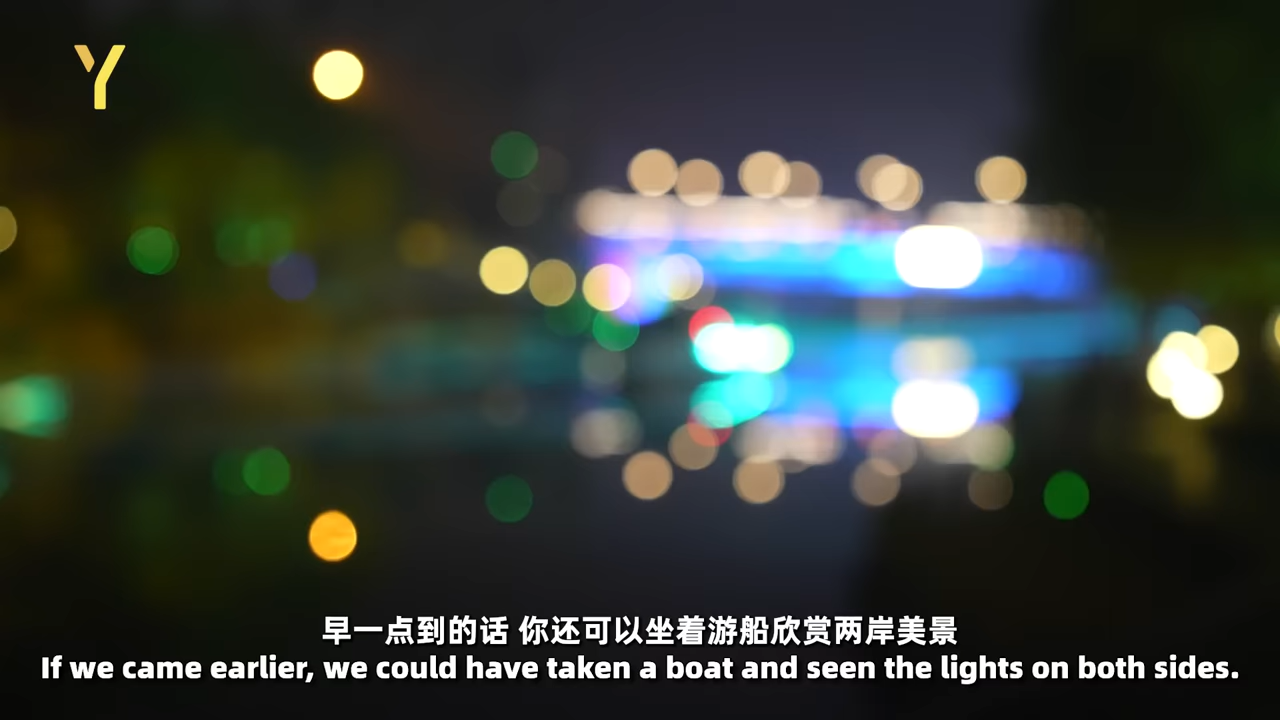 Y
早一点到的话 你还可以坐着游船欣赏两岸美景
If we came earlier, we could have taken a boat and seen the lights on both sides.